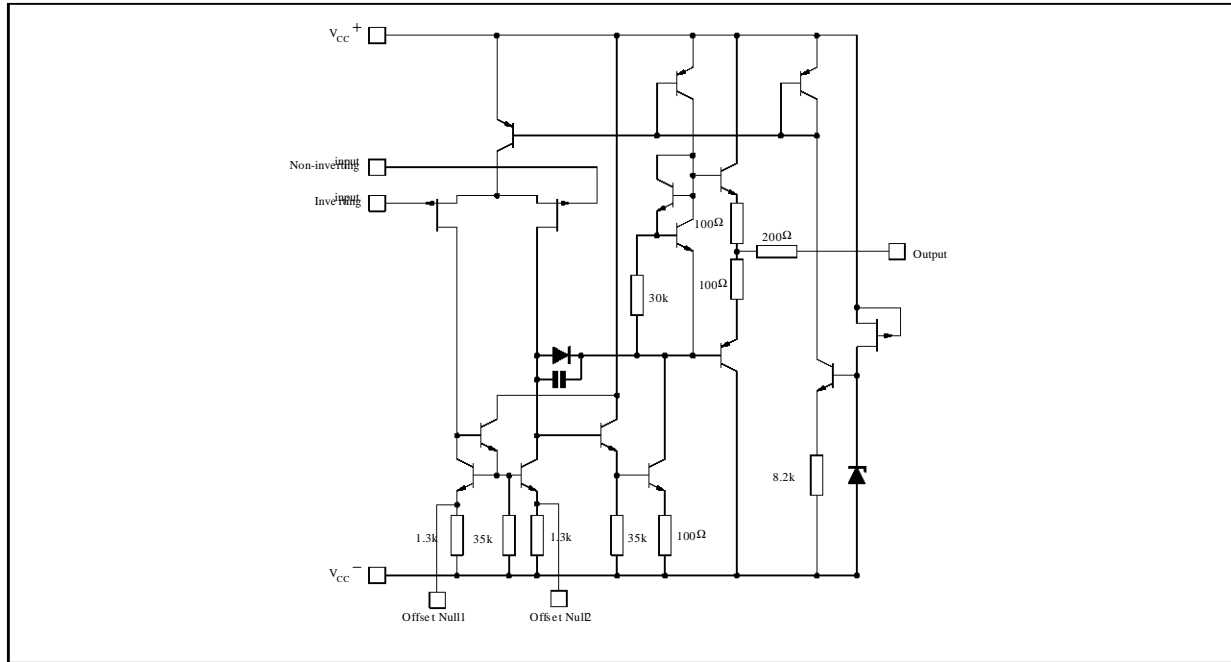 VCC+
Non-inverting input
Inverting input
100Ω
200Ω
Output
100Ω
30k
8.2k
1.3k
35k
1.3k
35k
100Ω
VCC−
Offset Null1
Offset Null2